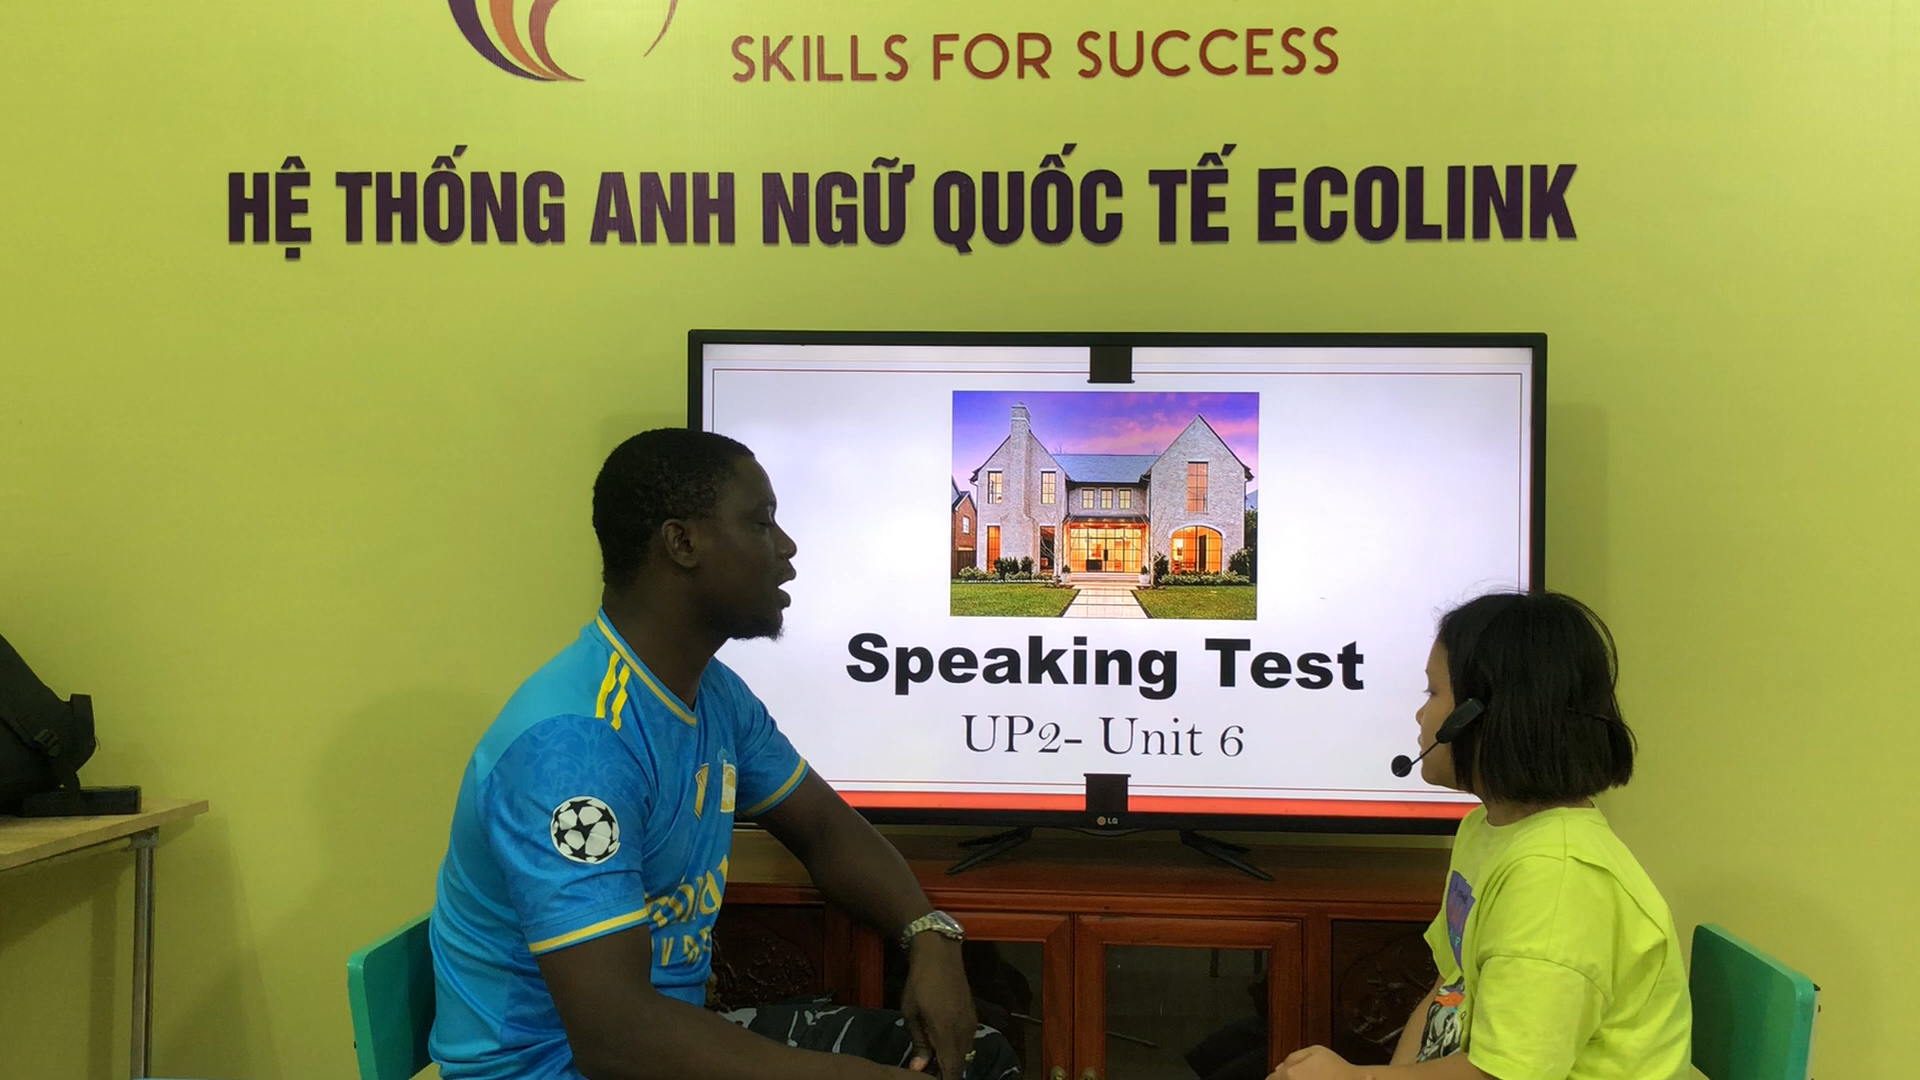 SKILLS FOR SUCCESS
HỆ THỐNG ANH NGỮ QUỐC TẾ ECOLINK
Speaking Test
UP2- Unit 6
LG